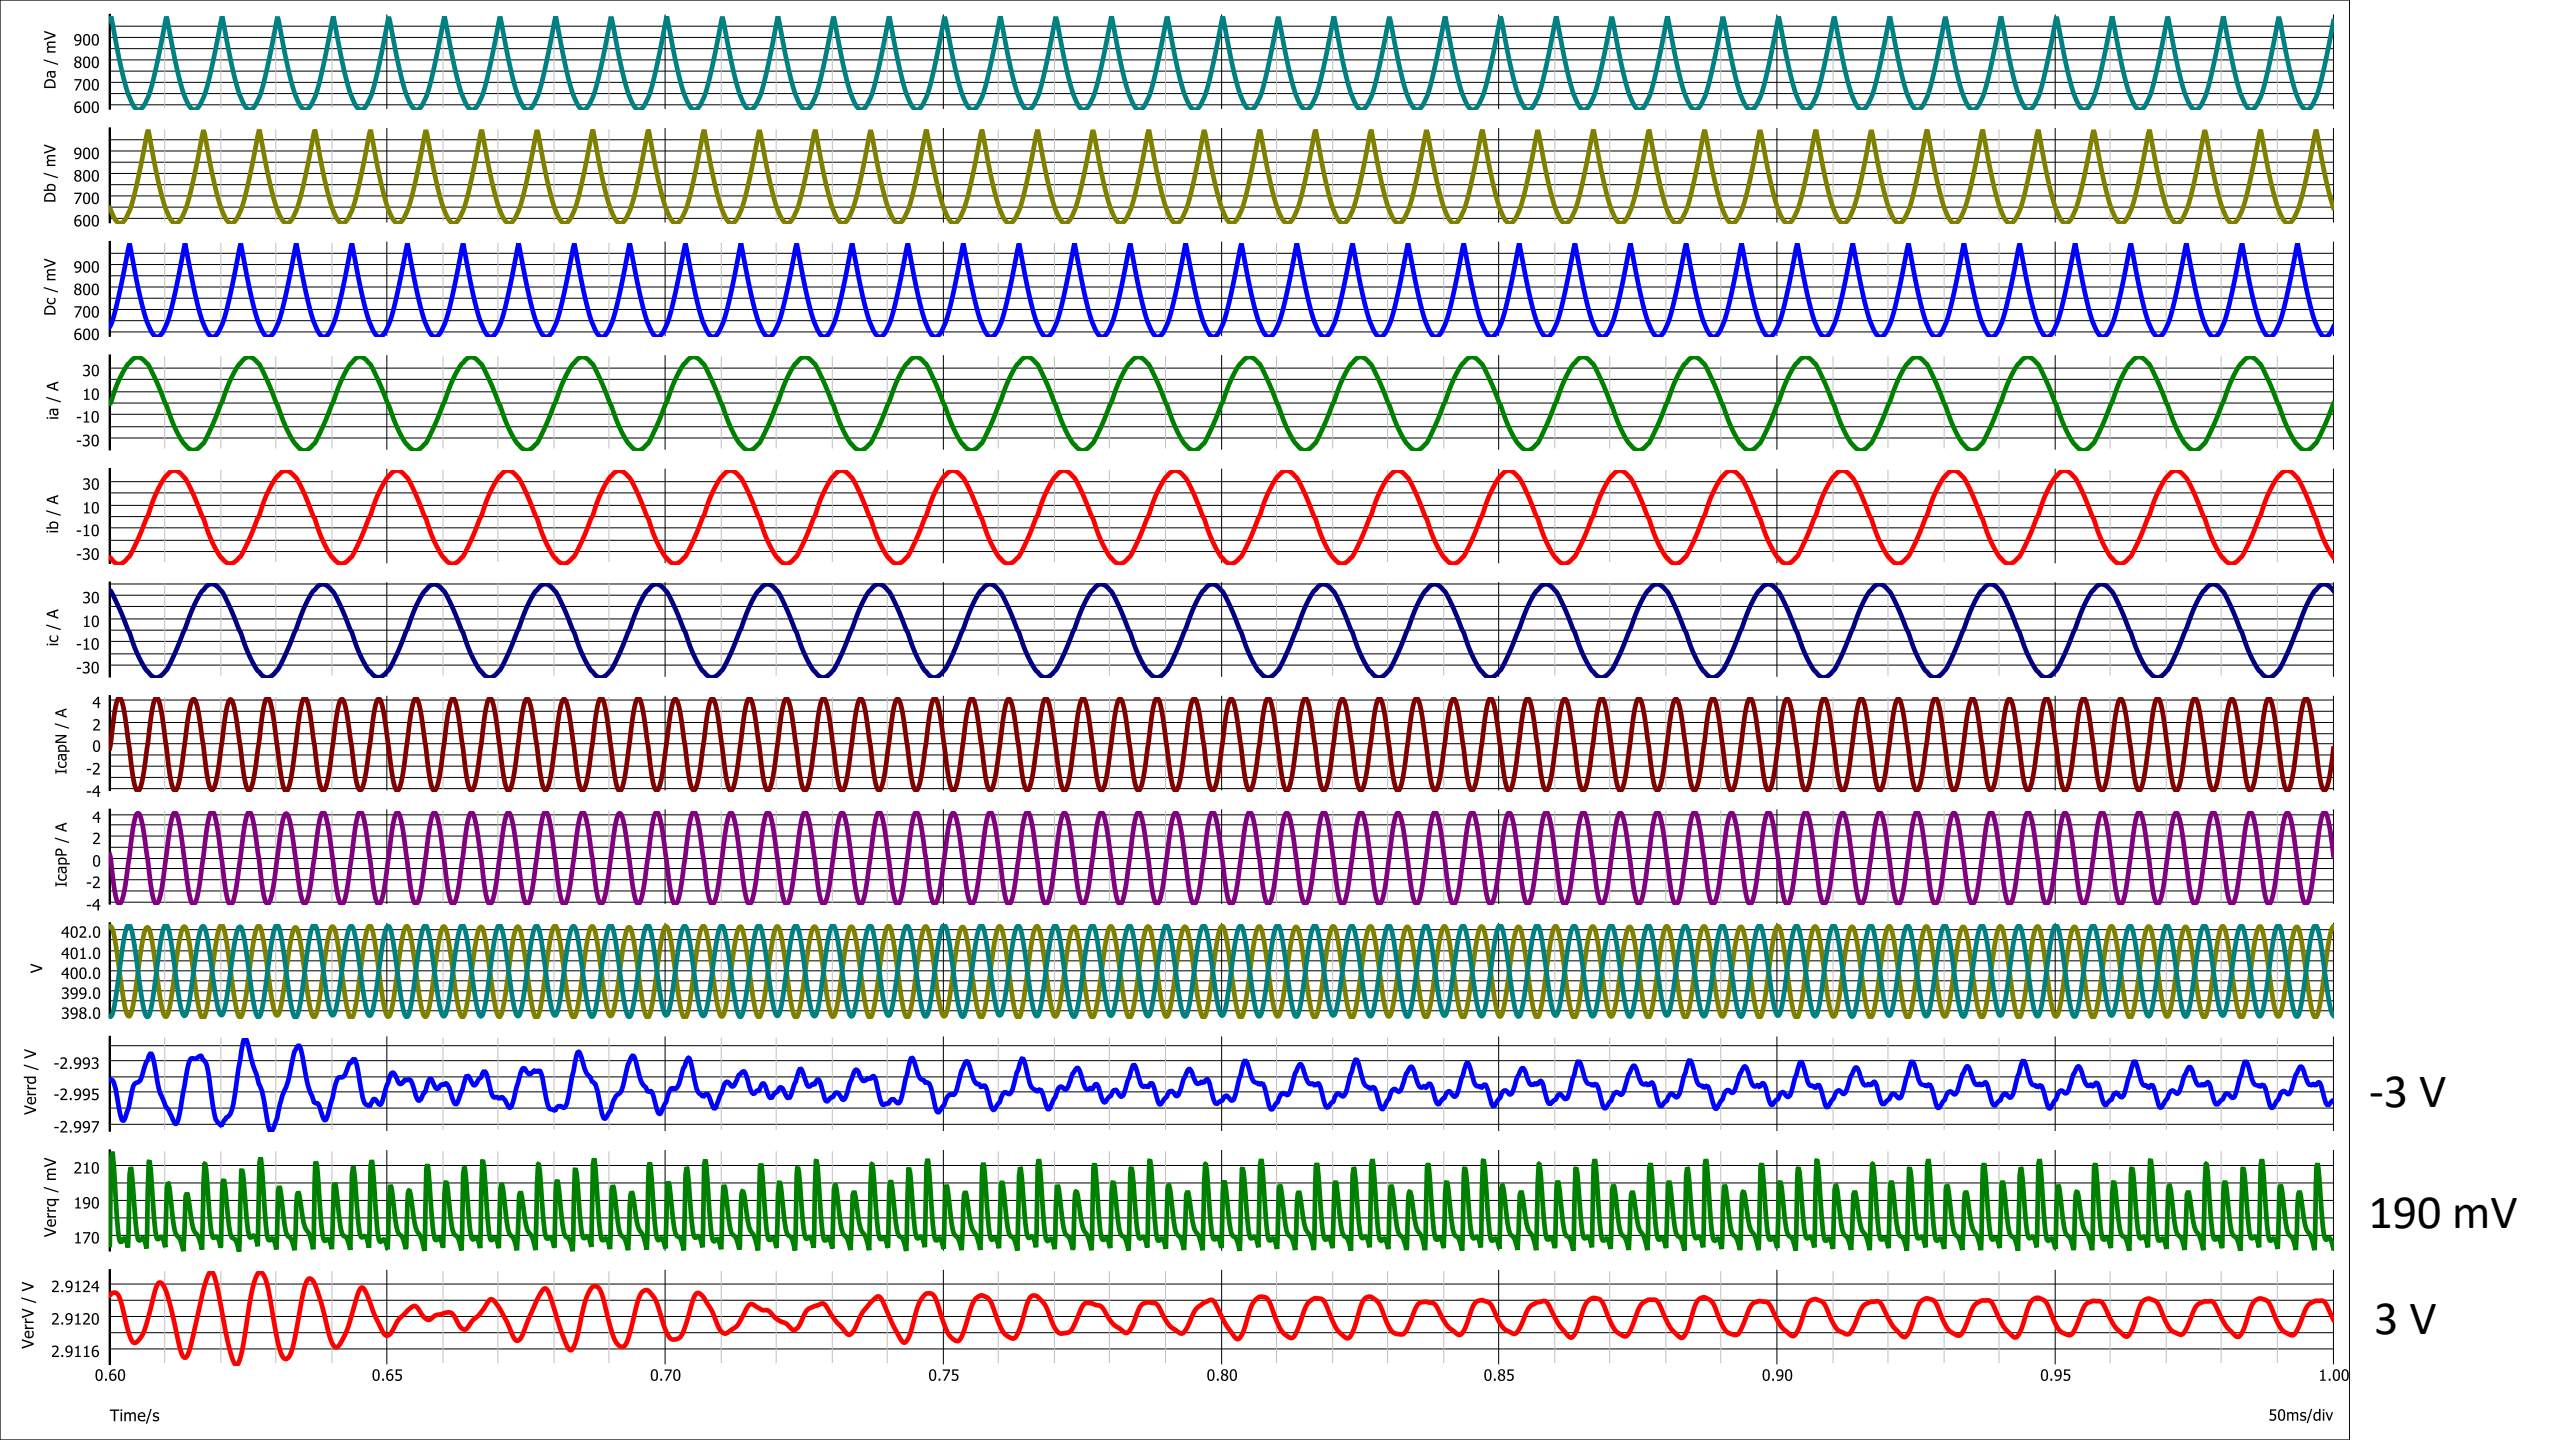 Da / mV
900
800
700
600
Db / mV
900
800
700
600
Dc / mV
900
800
700
600
ia / A
30
10
-10
-30
ib / A
30
10
-10
-30
ic / A
30
10
-10
-30
IcapN / A
4
2
0
-2
-4
IcapP / A
4
2
0
-2
-4
V
402.0
401.0
400.0
399.0
398.0
Verrd / V
-2.993
-2.995
-2.997
-3 V
Verrq / mV
210
190
170
190 mV
VerrV / V
2.9124
2.9120
2.9116
3 V
0.60 0.65 0.70 0.75 0.80 0.85 0.90 0.95 1.00
Time/s 50ms/div